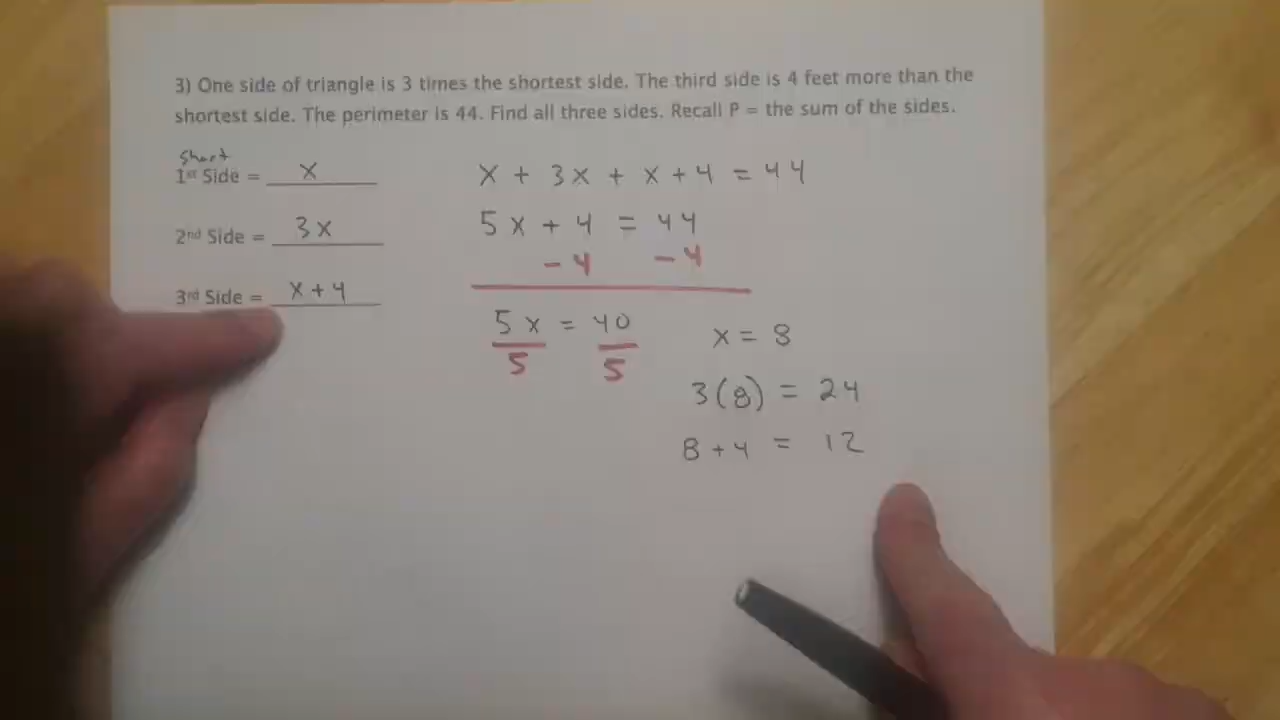 3) One side of triangle is 3 times the shortest side. The third side is 4 feet more than the
shortest side. The perimeter is 44. Find all three sides. Recall P = the sum of the sides.
Short
1st Side = x
2nd Side = 3x
3rd Side = x + 4
x + 3x + x + 4 = 44
5x + 4 = 44
- 4 - 4
5x = 40
5 5
x = 8
3(8) = 24
8 + 4 = 12